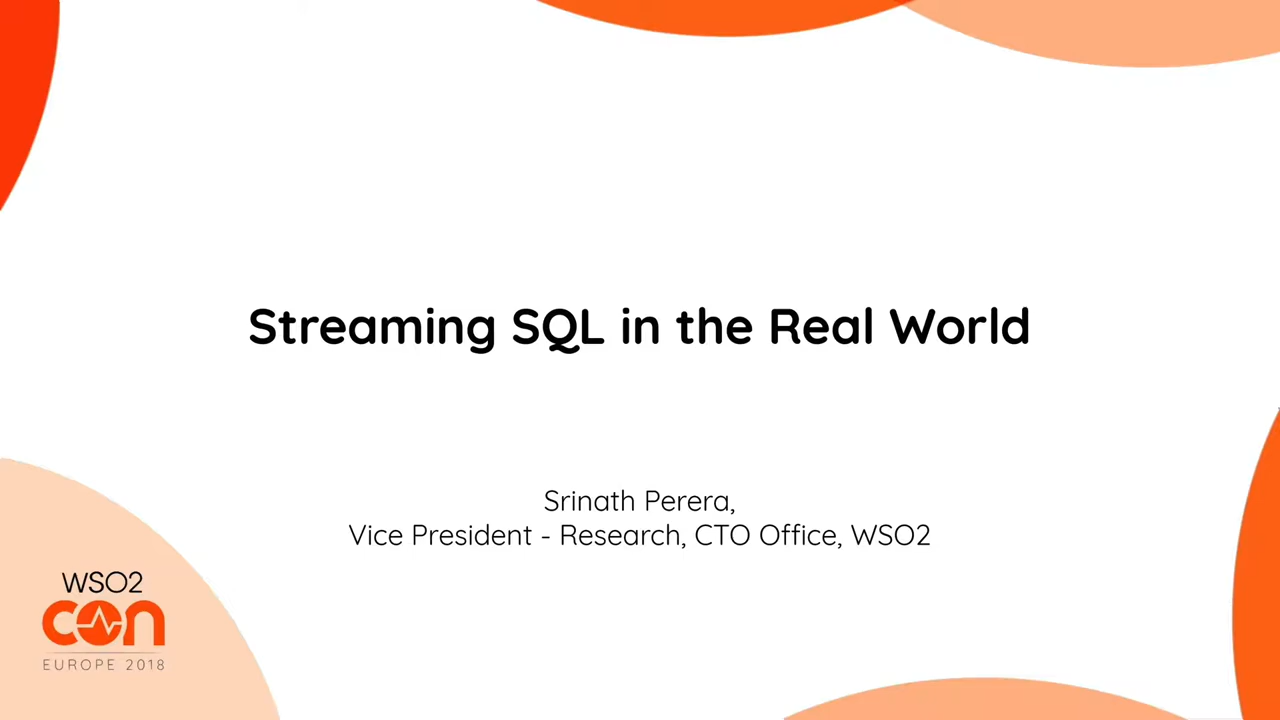 Streaming SQL in the Real World
Srinath Perera,
Vice President - Research, CTO Office, WSO2
WSO2
con
EUROPE 2018